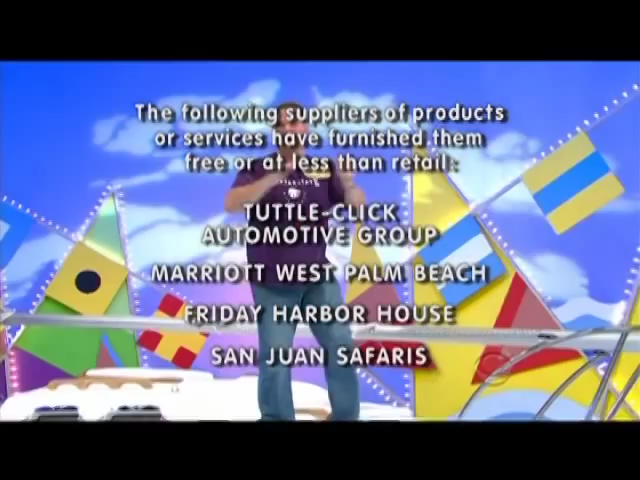 The following suppliers of products
or services have furnished them
free or at less than retail:
TUTTLE-CLICK
AUTOMOTIVE GROUP
MARRIOTT WEST PALM BEACH
FRIDAY HARBOR HOUSE
SAN JUAN SAFARIS